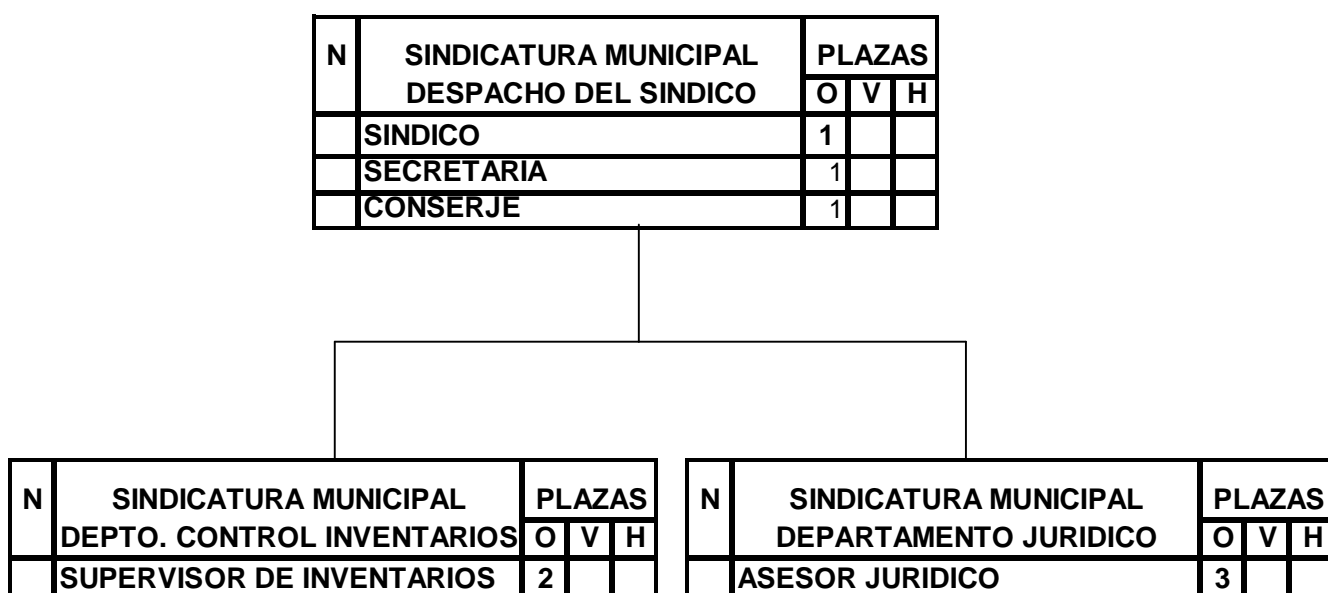 N SINDICATURA MUNICIPAL PLAZAS
DESPACHO DEL SINDICO O V H
SINDICO 1
SECRETARIA 1
CONSERJE 1
N SINDICATURA MUNICIPAL PLAZAS
DEPTO. CONTROL INVENTARIOS O V H
SUPERVISOR DE INVENTARIOS 2
N SINDICATURA MUNICIPAL PLAZAS
DEPARTAMENTO JURIDICO O V H
ASESOR JURIDICO 3